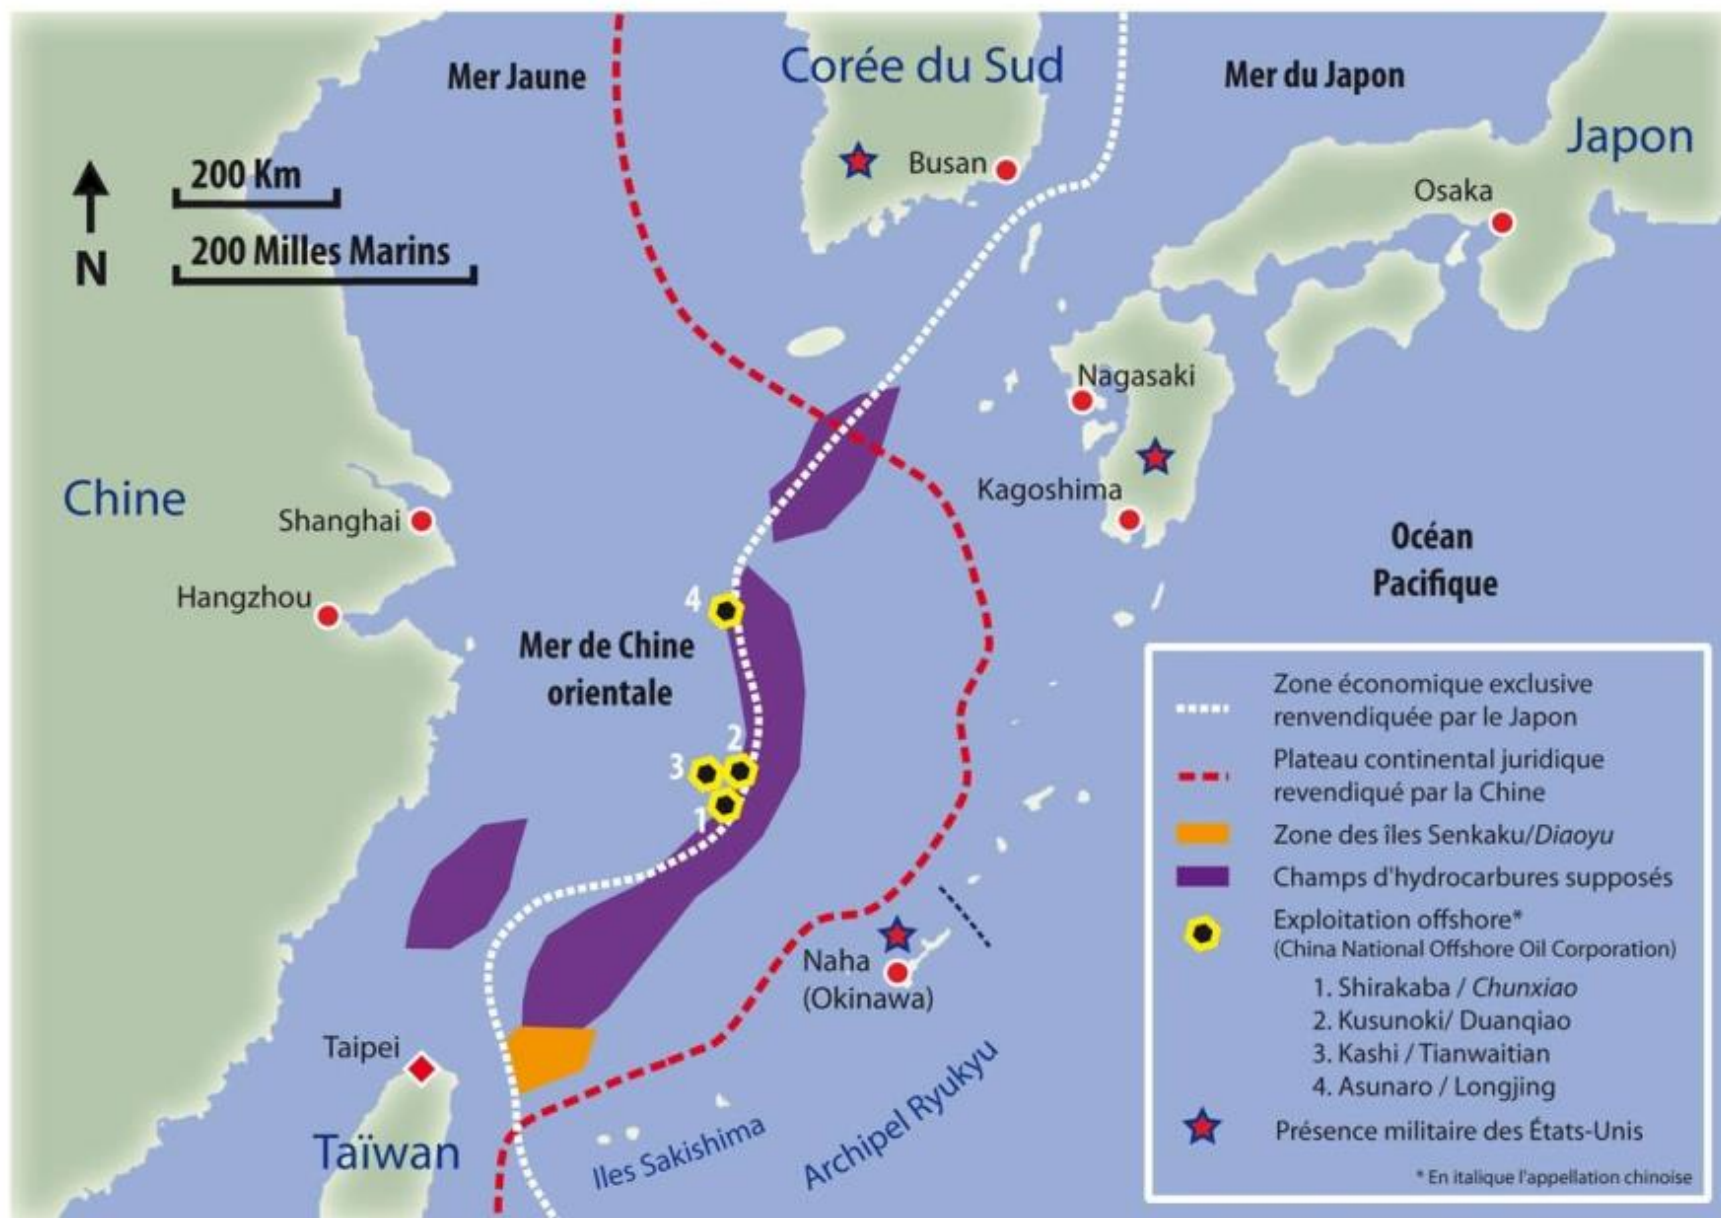 Mer Jaune
Corée du Sud
Mer du Japon
Japon
200 Km
200 Milles Marins
N
Busan
Osaka
Nagasaki
Kagoshima
Chine
Shanghai
Hangzhou
Océan
Pacifique
4
Mer de Chine
orientale
2
3
1
Naha
(Okinawa)
Taipei
Taïwan
Iles Sakishima
Archipel Ryukyu
Zone économique exclusive
renvendiquée par le Japon
Plateau continental juridique
revendiqué par la Chine
Zone des îles Senkaku/Diaoyu
Champs d'hydrocarbures supposés
Exploitation offshore*
(China National Offshore Oil Corporation)
1. Shirakaba / Chunxiao
2. Kusunoki/ Duanqiao
3. Kashi / Tianwaitian
4. Asunaro / Longjing
Présence militaire des États-Unis
* En italique l'appellation chinoise